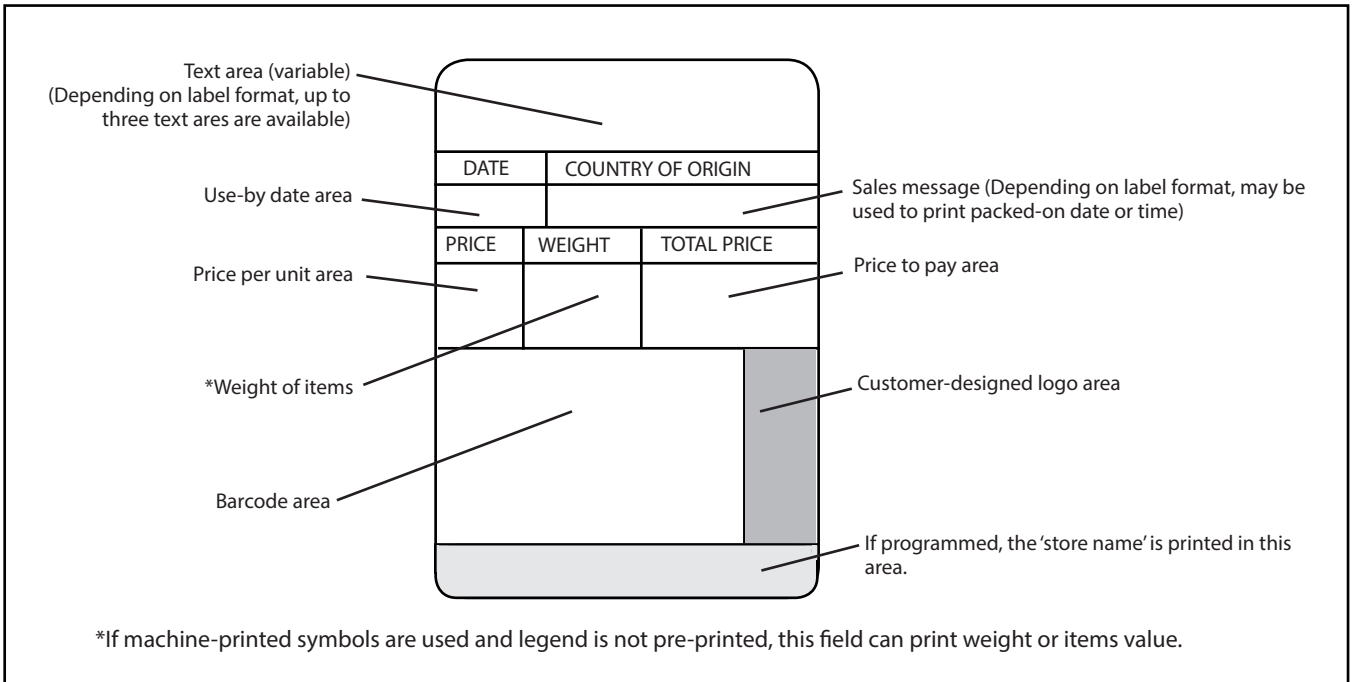 Text area (variable)
(Depending on label format, up to
three text ares are available)
DATE
COUNTRY OF ORIGIN
Use-by date area
Sales message (Depending on label format, may be
used to print packed-on date or time)
PRICE
WEIGHT
TOTAL PRICE
Price per unit area
Price to pay area
*Weight of items
Customer-designed logo area
Barcode area
If programmed, the ‘store name’ is printed in this
area.
*If machine-printed symbols are used and legend is not pre-printed, this field can print weight or items value.